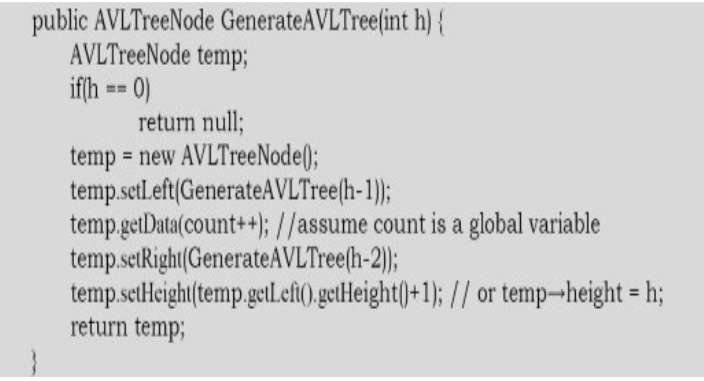 public AVLTreeNode GenerateAVLTree(int h) {
AVLTreeNode temp;
if(h == 0)
return null;
temp = new AVLTreeNode();
temp.setLeft(GenerateAVLTree(h-1));
temp.getData(count++); //assume count is a global variable
temp.setRight(GenerateAVLTree(h-2));
temp.setHeight(temp.getLeft().getHeight()+1); // or temp→height = h;
return temp;
}